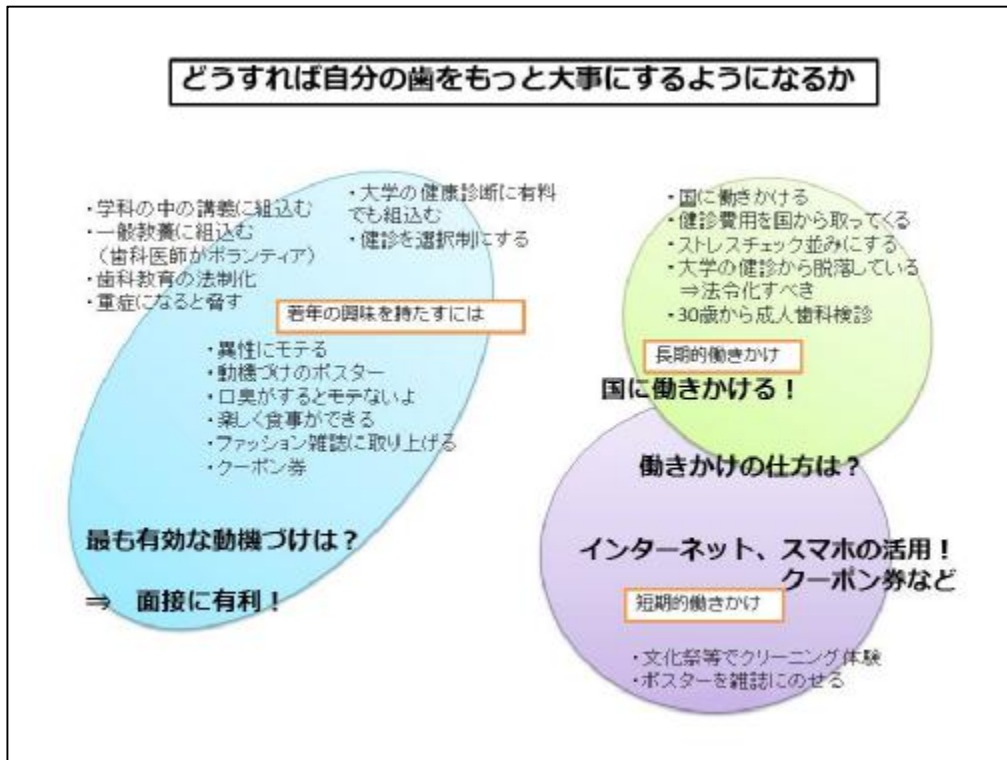 どうすれば自分の歯をもっと大事にするようになるか
・学科の中の講義に組込む
・一般教養に組込む
（歯科医師がボランティア）
・歯科教育の法制化
・重症になると脅す
・大学の健康診断に有料
でも組込む
・健診を選択制にする
若年の興味を持たすには
・異性にモテる
・動機づけのポスター
・口臭がするとモテないよ
・楽しく食事ができる
・ファッション雑誌に取り上げる
・クーポン券
最も有効な動機づけは？
⇒ 面接に有利！
・国に働きかける
・健診費用を国から取ってくる
・ストレスチェック並みにする
・大学の健診から脱落している
⇒法令化すべき
・30歳から成人歯科検診
長期的働きかけ
国に働きかける！
働きかけの仕方は？
インターネット、スマホの活用！
クーポン券など
短期的働きかけ
・文化祭等でクリーニング体験
・ポスターを雑誌にのせる